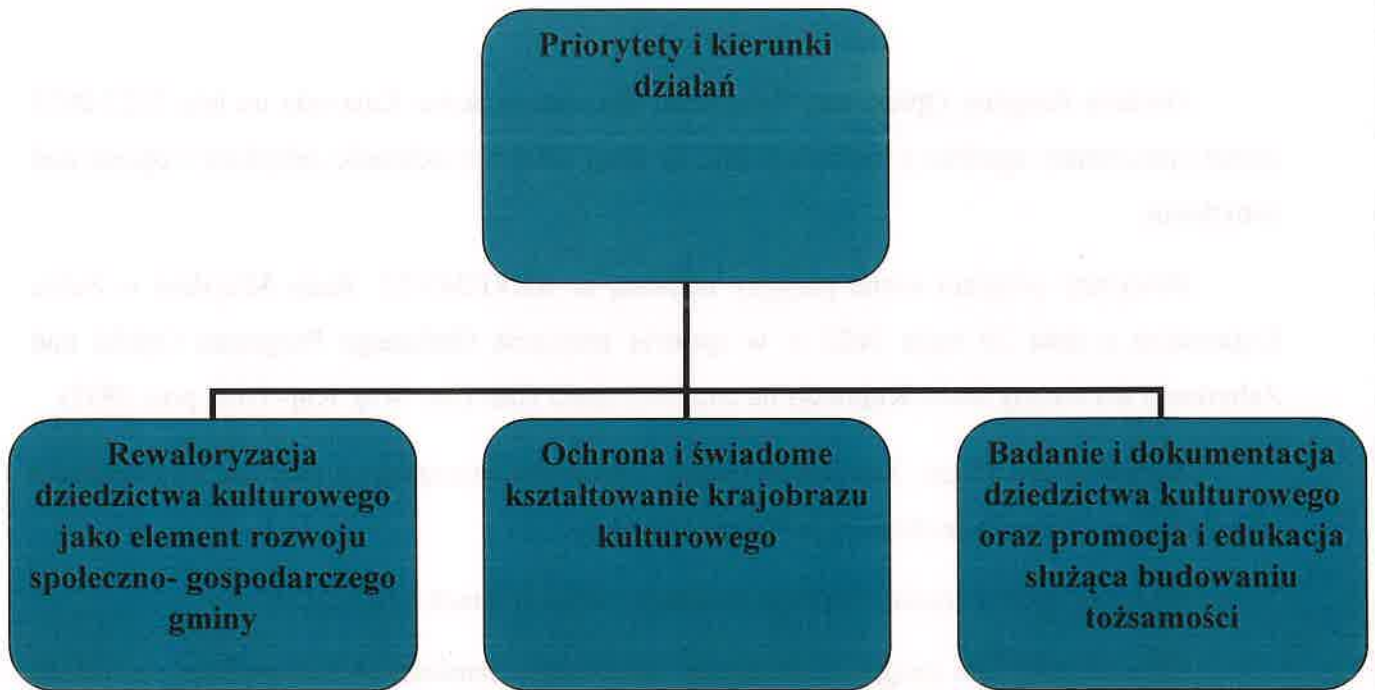 Priorytety i kierunki
działań
Rewaloryzacja
dziedzictwa kulturowego
jako element rozwoju
społeczno- gospodarczego
gminy
Ochrona i świadome
kształtowanie krajobrazu
kulturowego
Badanie i dokumentacja
dziedzictwa kulturowego
oraz promocja i edukacja
służąca budowaniu
tożsamości